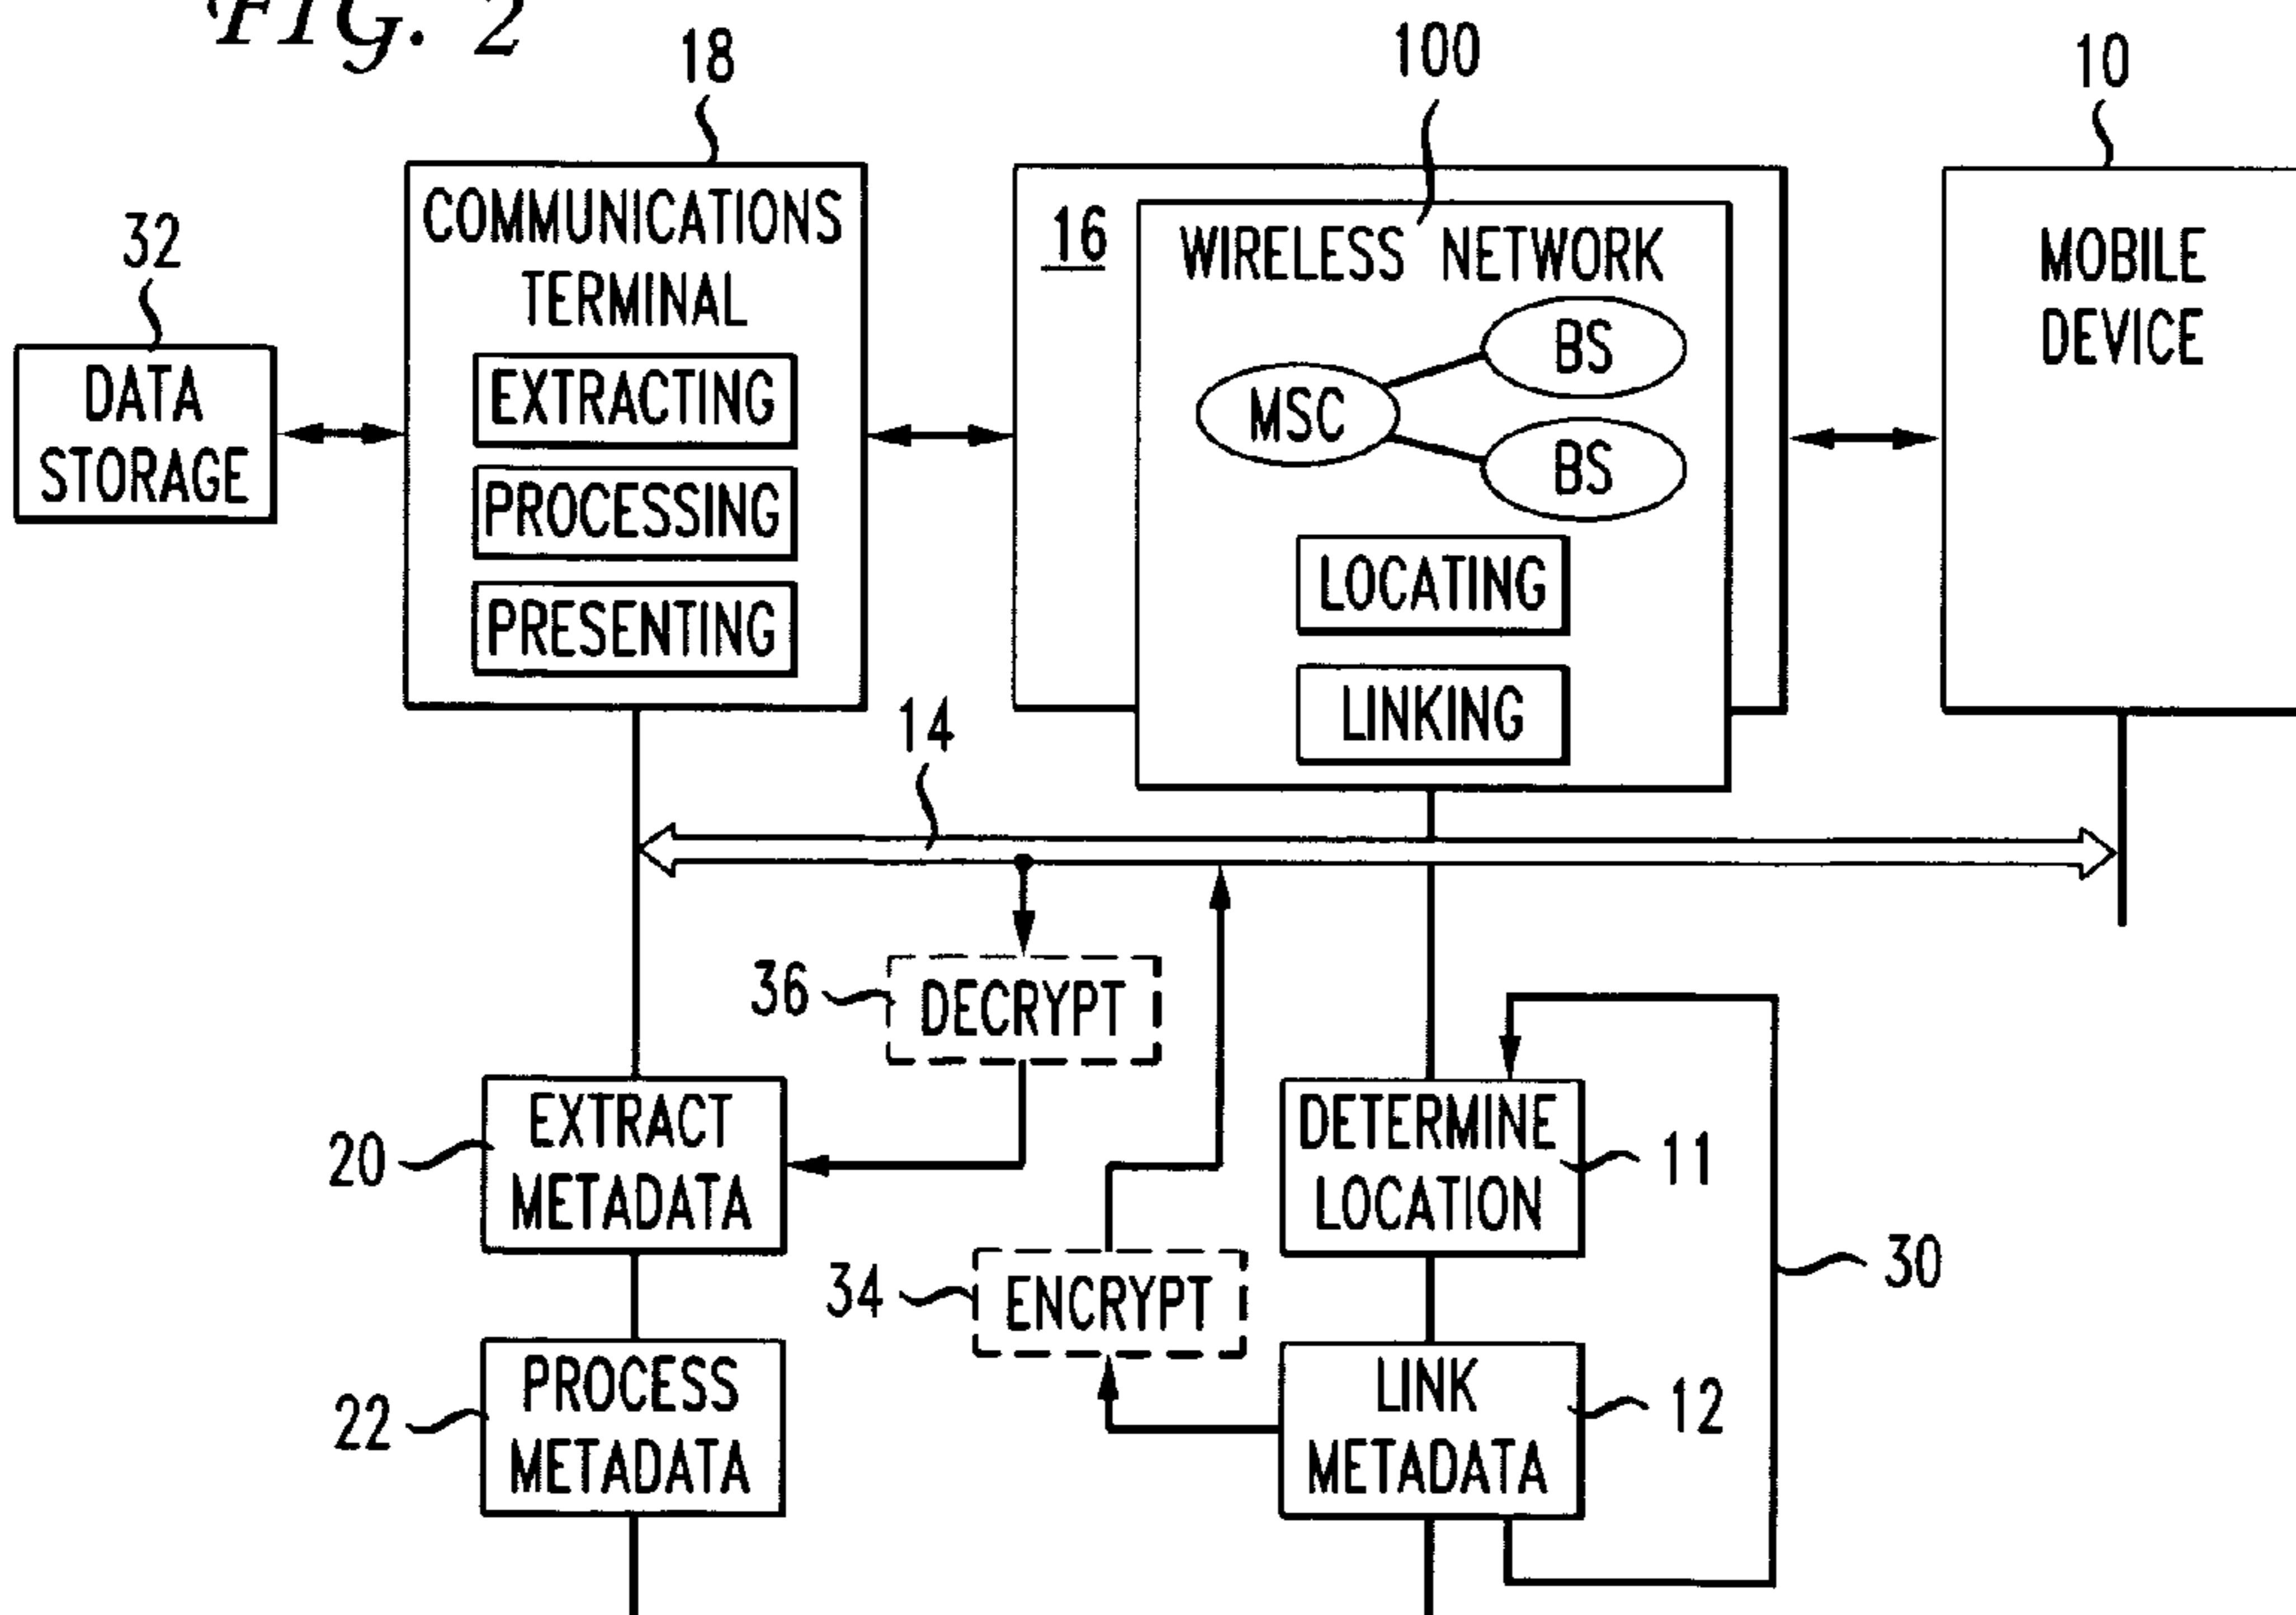 FIG. 2
18
100
10
32
COMMUNICATIONS
TERMINAL
EXTRACTING
PROCESSING
PRESENTING
16
WIRELESS NETWORK
MSC
BS
BS
LOCATING
LINKING
MOBILE
DEVICE
DATA
STORAGE
14
36
DECRYPT
20
EXTRACT
METADATA
DETERMINE
LOCATION
11
34
ENCRYPT
30
22
PROCESS
METADATA
LINK
METADATA
12